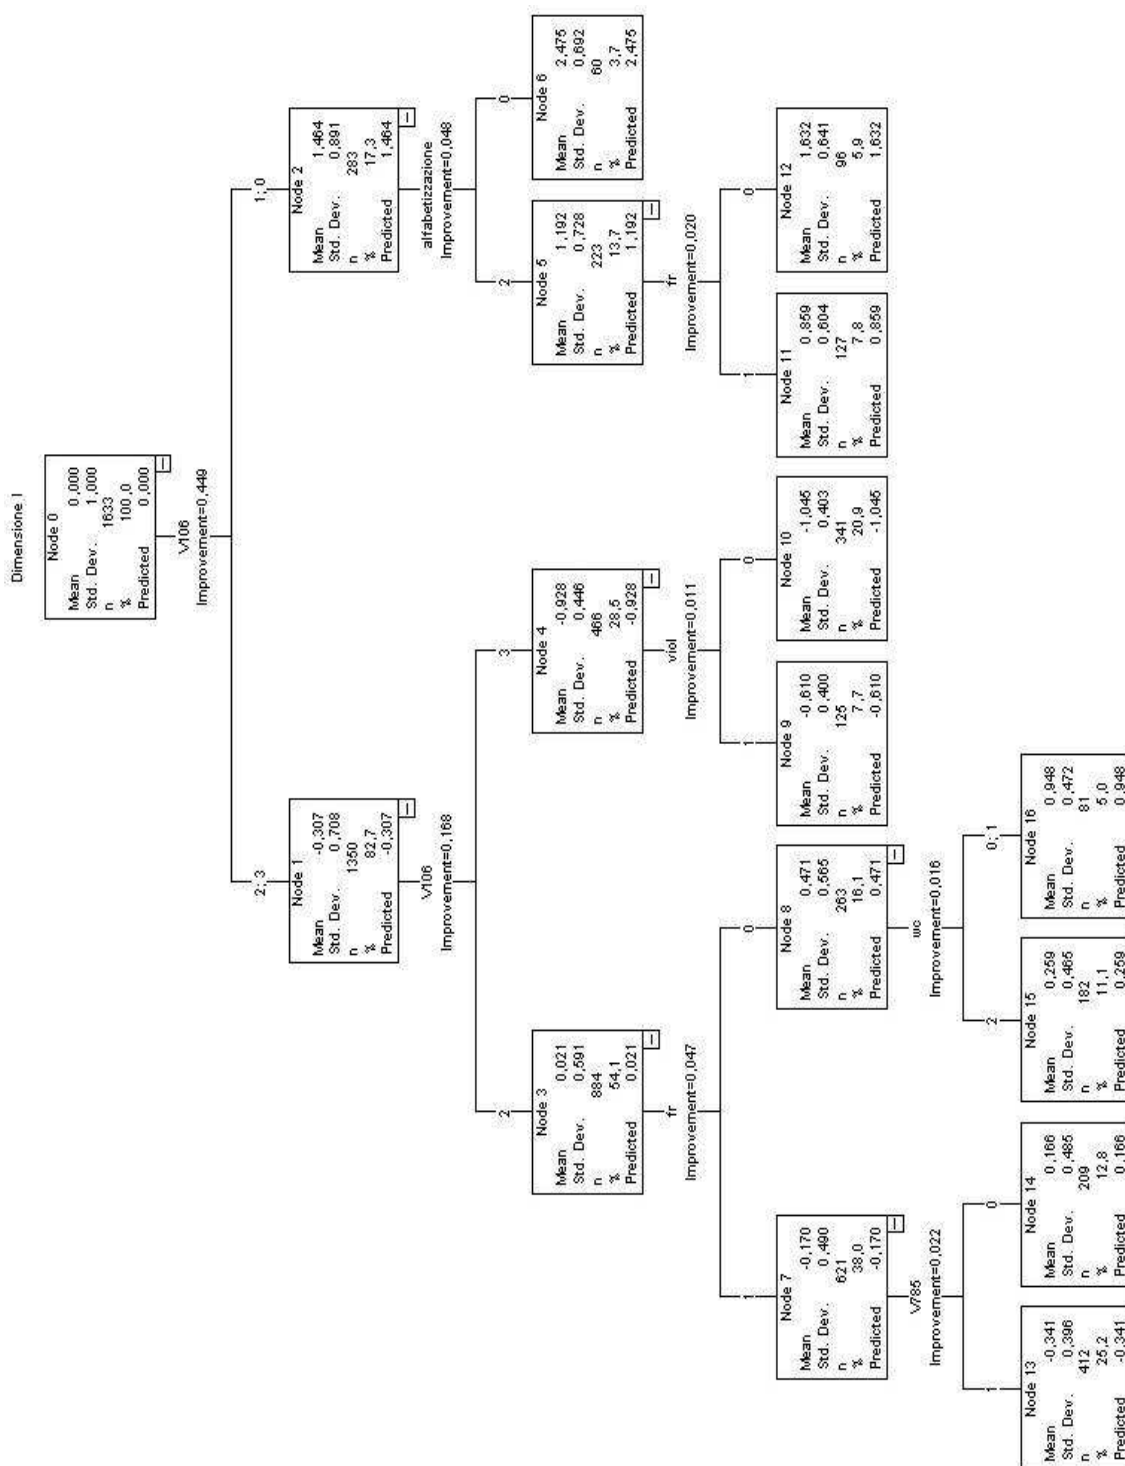 Dimensione 1
Node 0
Mean 0,000
Std. Dev. 1,000
n 1633
% 100,0
Predicted 0,000
V106
Improvement=0,449
2; 3
1; 0
Node 1
Mean -0,307
Std. Dev. 0,708
n 1350
% 82,7
Predicted -0,307
Node 2
Mean 1,464
Std. Dev. 0,891
n 283
% 17,3
Predicted 1,464
V106
Improvement=0,168
alfabetizzazione
Improvement=0,048
2
3
2
0
Node 3
Mean 0,021
Std. Dev. 0,591
n 884
% 54,1
Predicted 0,021
Node 4
Mean -0,928
Std. Dev. 0,446
n 466
% 28,5
Predicted -0,928
Node 5
Mean 1,192
Std. Dev. 0,728
n 223
% 13,7
Predicted 1,192
Node 6
Mean 2,475
Std. Dev. 0,692
n 60
% 3,7
Predicted 2,475
fr
Improvement=0,047
viol
Improvement=0,011
fr
Improvement=0,020
1
0
1
0
1
0
Node 7
Mean -0,170
Std. Dev. 0,490
n 621
% 38,0
Predicted -0,170
Node 8
Mean 0,471
Std. Dev. 0,565
n 263
% 16,1
Predicted 0,471
Node 9
Mean -0,610
Std. Dev. 0,400
n 125
% 7,7
Predicted -0,610
Node 10
Mean -1,045
Std. Dev. 0,403
n 341
% 20,9
Predicted -1,045
Node 11
Mean 0,859
Std. Dev. 0,604
n 127
% 7,8
Predicted 0,859
Node 12
Mean 1,632
Std. Dev. 0,641
n 96
% 5,9
Predicted 1,632
V785
Improvement=0,022
wc
Improvement=0,016
1
0
2
0; 1
Node 13
Mean -0,341
Std. Dev. 0,396
n 412
% 25,2
Predicted -0,341
Node 14
Mean 0,166
Std. Dev. 0,485
n 209
% 12,8
Predicted 0,166
Node 15
Mean 0,259
Std. Dev. 0,465
n 182
% 11,1
Predicted 0,259
Node 16
Mean 0,948
Std. Dev. 0,472
n 81
% 5,0
Predicted 0,948